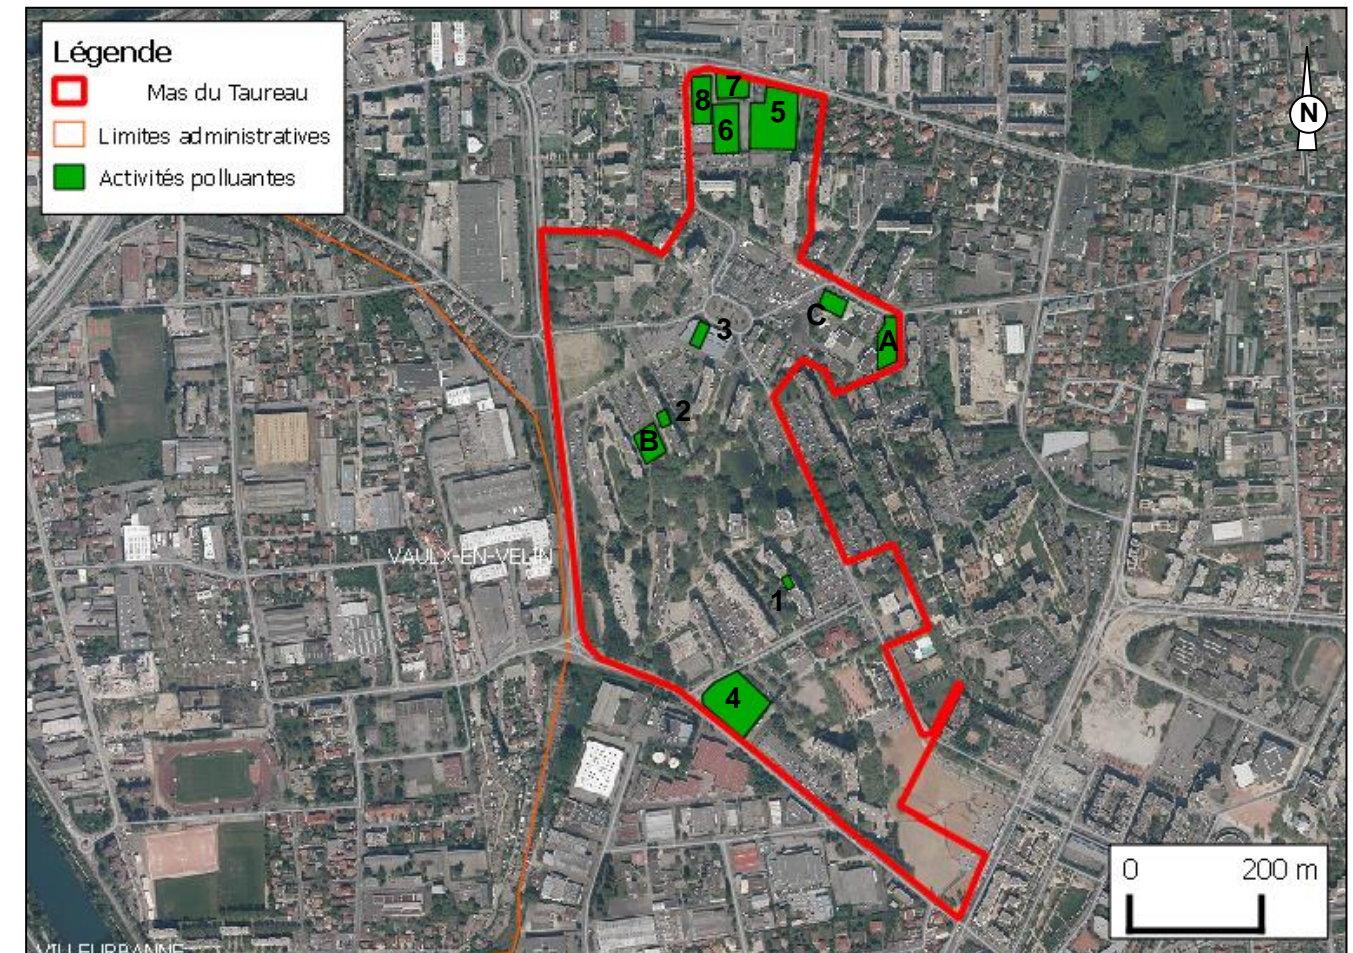 Légende
Mas du Taureau
Limites administratives
Activités polluantes
N
8
7
6
5
C
A
3
2
B
VAULX-EN-VELIN
1
4
0 200 m
VILLEURBANNE